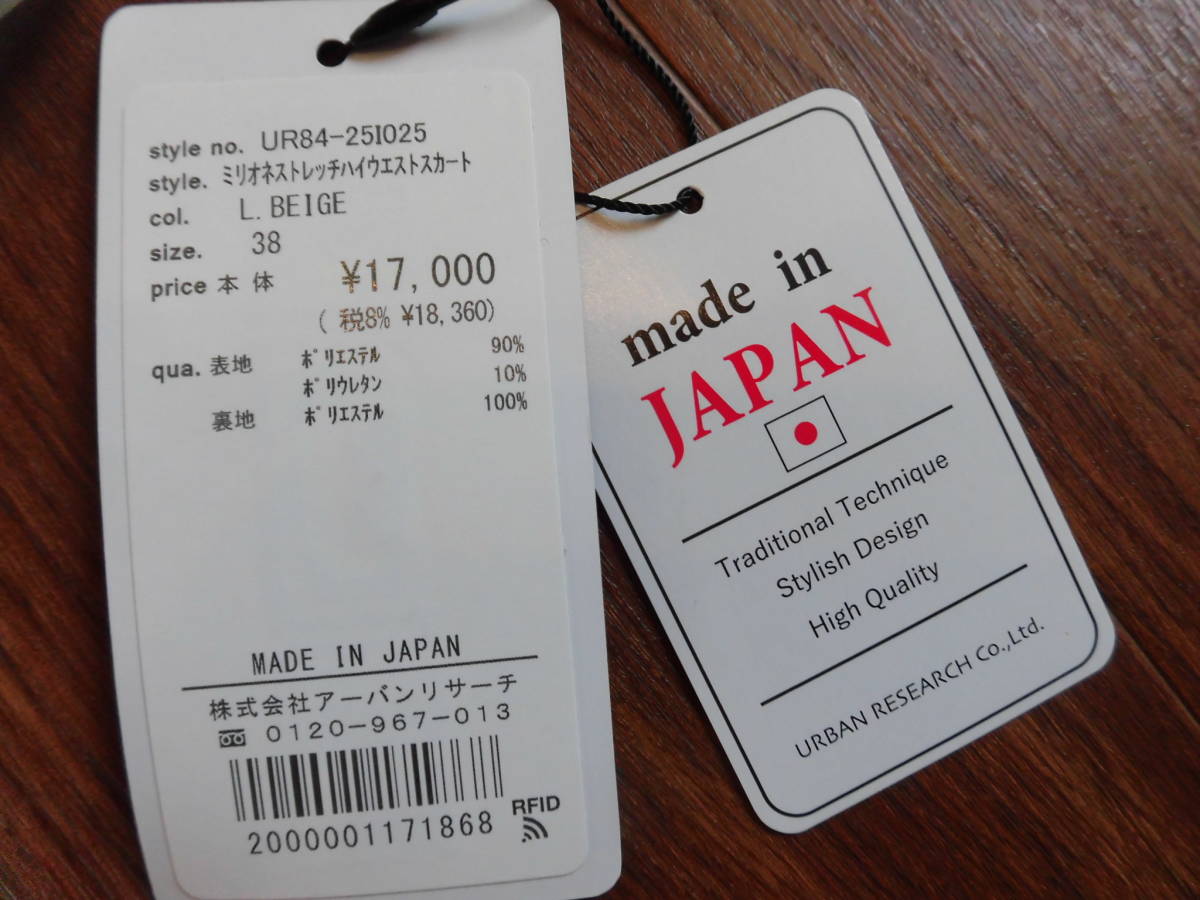 style no. UR84-25I025
style. ﾐﾘｵﾈｽﾄﾚｯﾁﾊｲｳｴｽﾄｽｶｰﾄ
col. L.BEIGE
size. 38
price 本 体 ¥17,000
( 税8% ¥18,360)
qua. 表地 ﾎﾟﾘｴｽﾃﾙ 90%
ﾎﾟﾘｳﾚﾀﾝ 10%
裏地 ﾎﾟﾘｴｽﾃﾙ 100%
MADE IN JAPAN
株式会社アーバンリサーチ
0120-967-013
2000001171868
RFID
made in
JAPAN
Traditional Technique
Stylish Design
High Quality
URBAN RESEARCH Co.,Ltd.